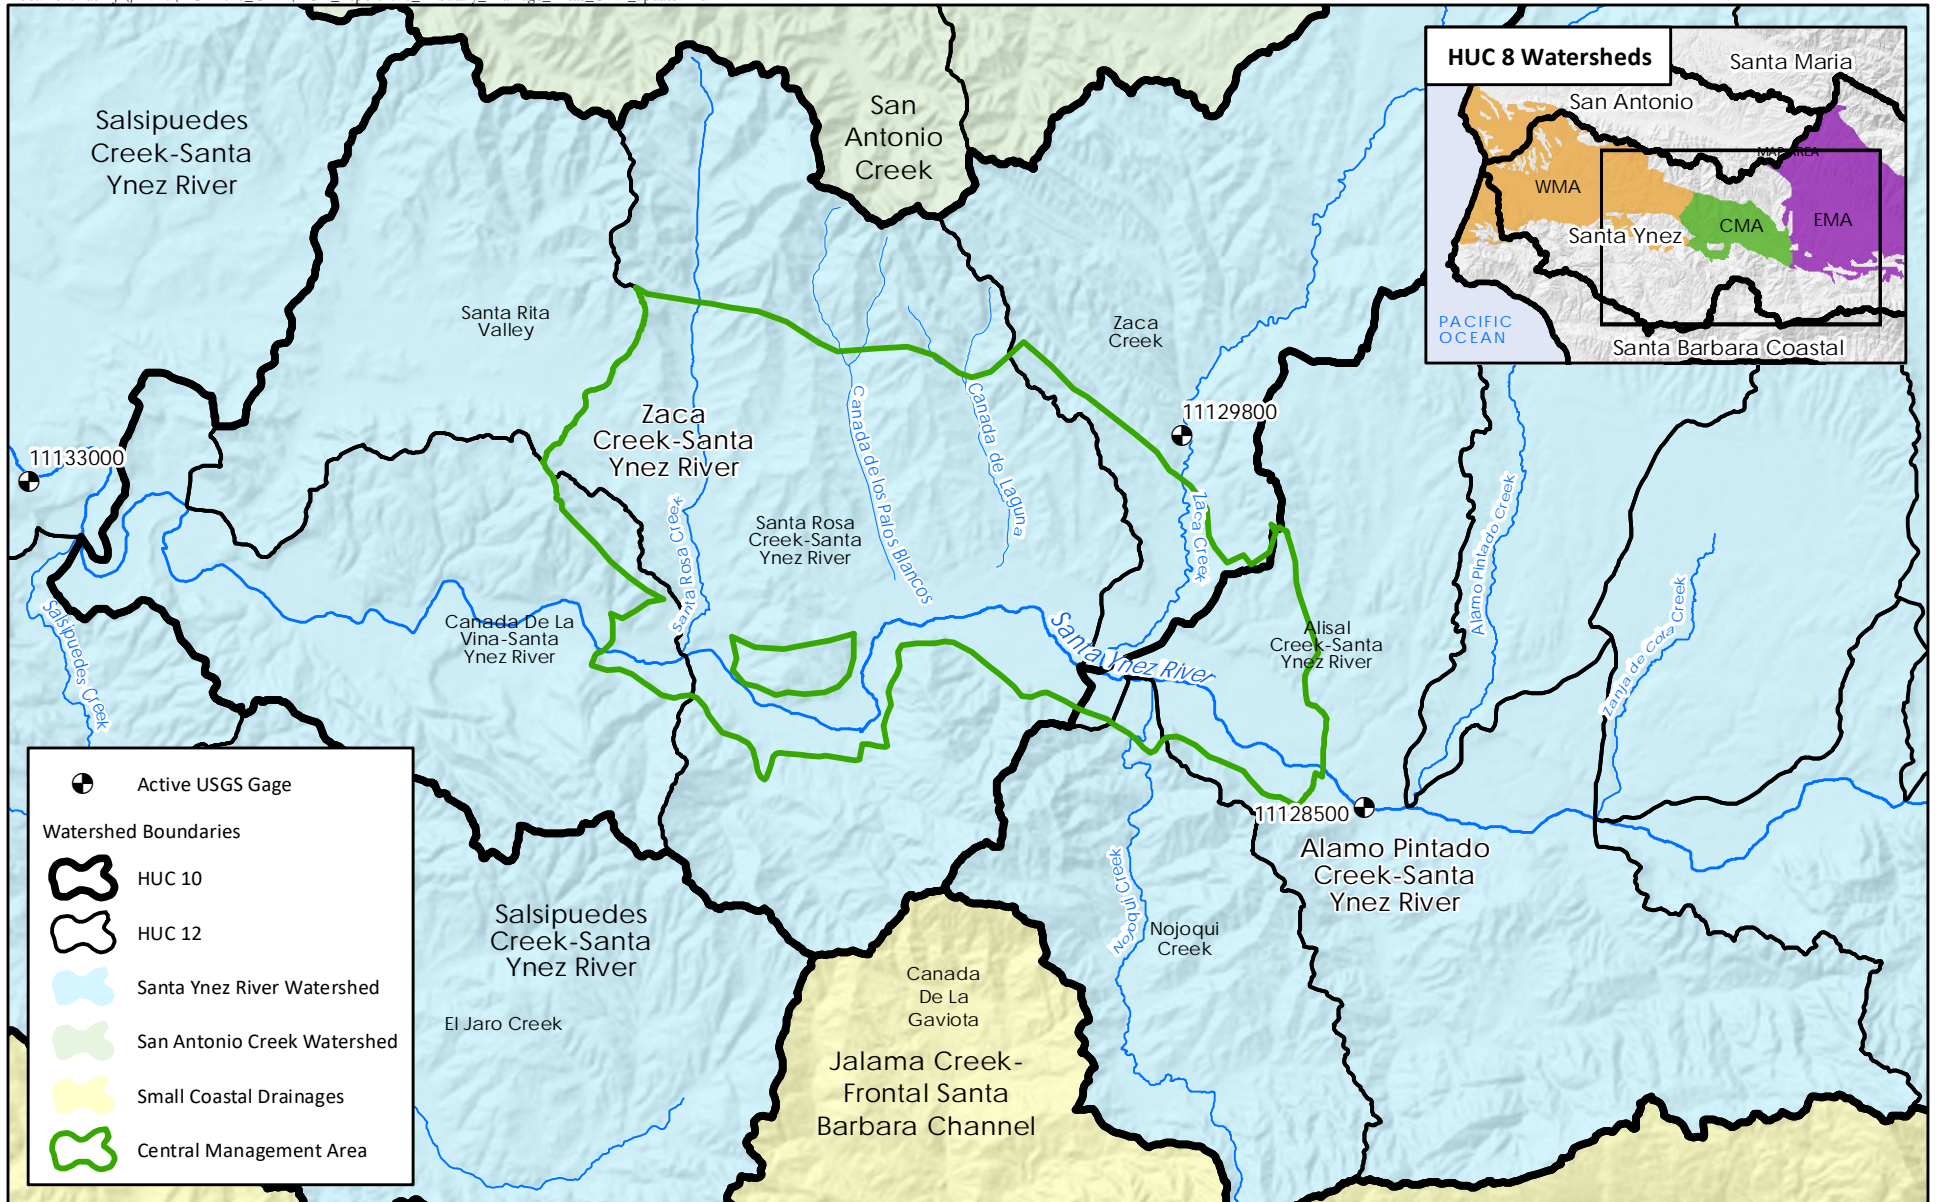 HUC 8 Watersheds
Santa Maria
San Antonio
MAP AREA
WMA
CMA
EMA
Santa Ynez
PACIFIC
OCEAN
Santa Barbara Coastal
Salsipuedes
Creek-Santa
Ynez River
San
Antonio
Creek
Santa Rita
Valley
Zaca
Creek
11129800
Zaca
Creek-Santa
Ynez River
11133000
Canada de los Palos Blancos
Canada de Laguna
Zaca Creek
Santa Rosa Creek
Santa Rosa
Creek-Santa
Ynez River
Alamo Pintado Creek
Zanja de Cola Creek
Salsipuedes Creek
Canada De La
Vina-Santa
Ynez River
Santa Ynez River
Alisal
Creek-Santa
Ynez River
11128500
Alamo Pintado
Creek-Santa
Ynez River
Nojoqui Creek
Nojoqui
Creek
Salsipuedes
Creek-Santa
Ynez River
El Jaro Creek
Canada
De La
Gaviota
Jalama Creek-
Frontal Santa
Barbara Channel
Active USGS Gage
Watershed Boundaries
HUC 10
HUC 12
Santa Ynez River Watershed
San Antonio Creek Watershed
Small Coastal Drainages
Central Management Area